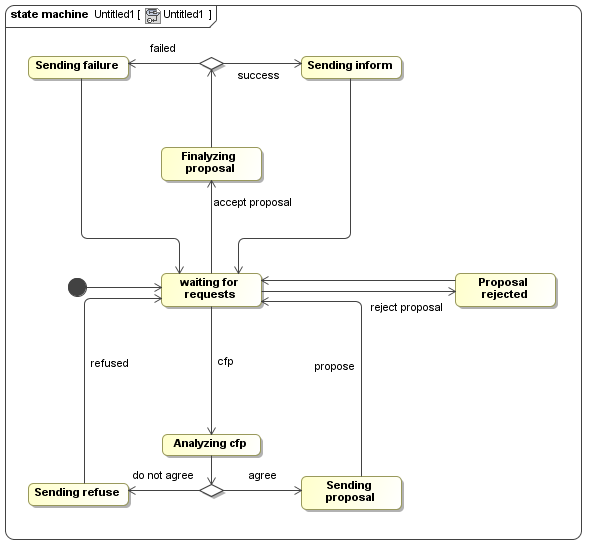 state machine Untitled1 [ Untitled1 ]
failed
Sending failure
Sending inform
success
Finalyzing
proposal
accept proposal
waiting for
requests
Proposal
rejected
reject proposal
refused
cfp
propose
Analyzing cfp
do not agree
agree
Sending refuse
Sending
proposal